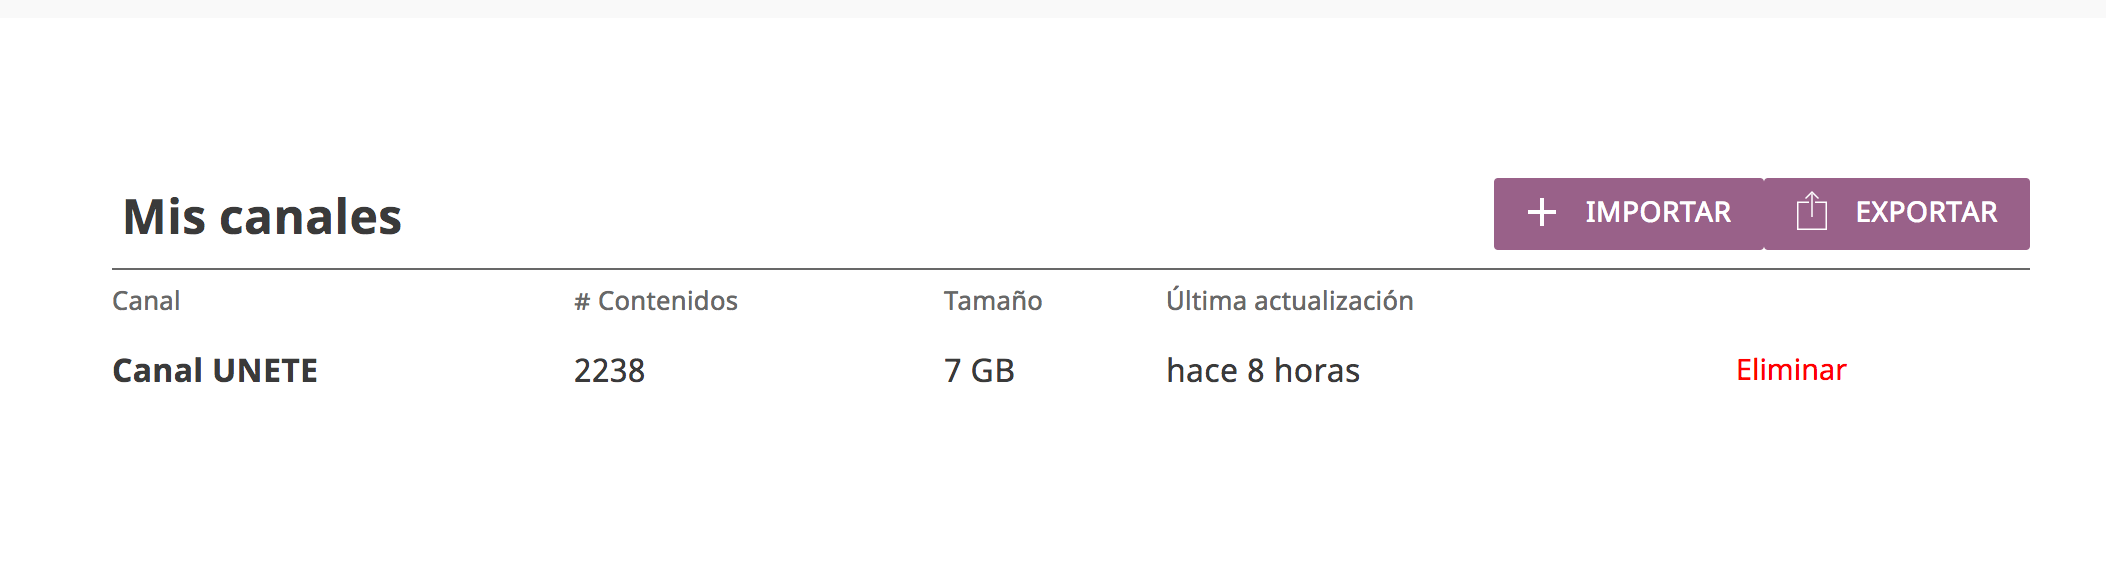 Mis canales
IMPORTAR
EXPORTAR
Canal # Contenidos Tamaño Última actualización
Canal UNETE 2238 7 GB hace 8 horas Eliminar